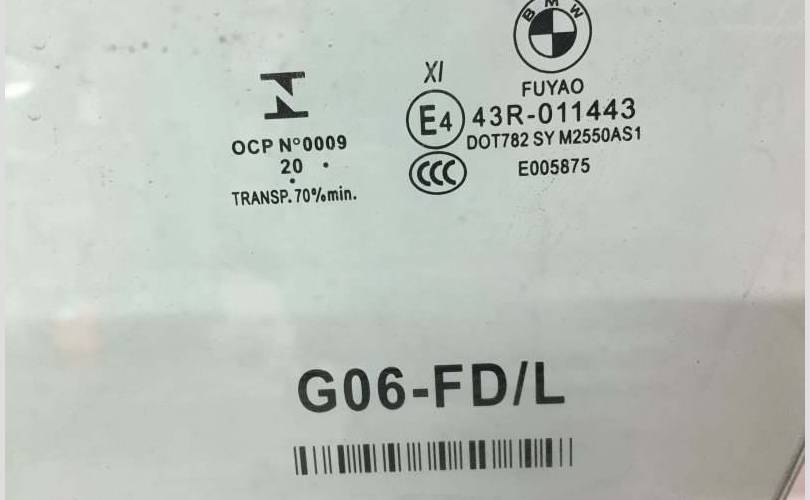 BMW
XI
FUYAO
E4
43R-011443
OCP N°0009
DOT782 SY M2550AS1
20
CCC
E005875
TRANSP.70%min.
G06-FD/L